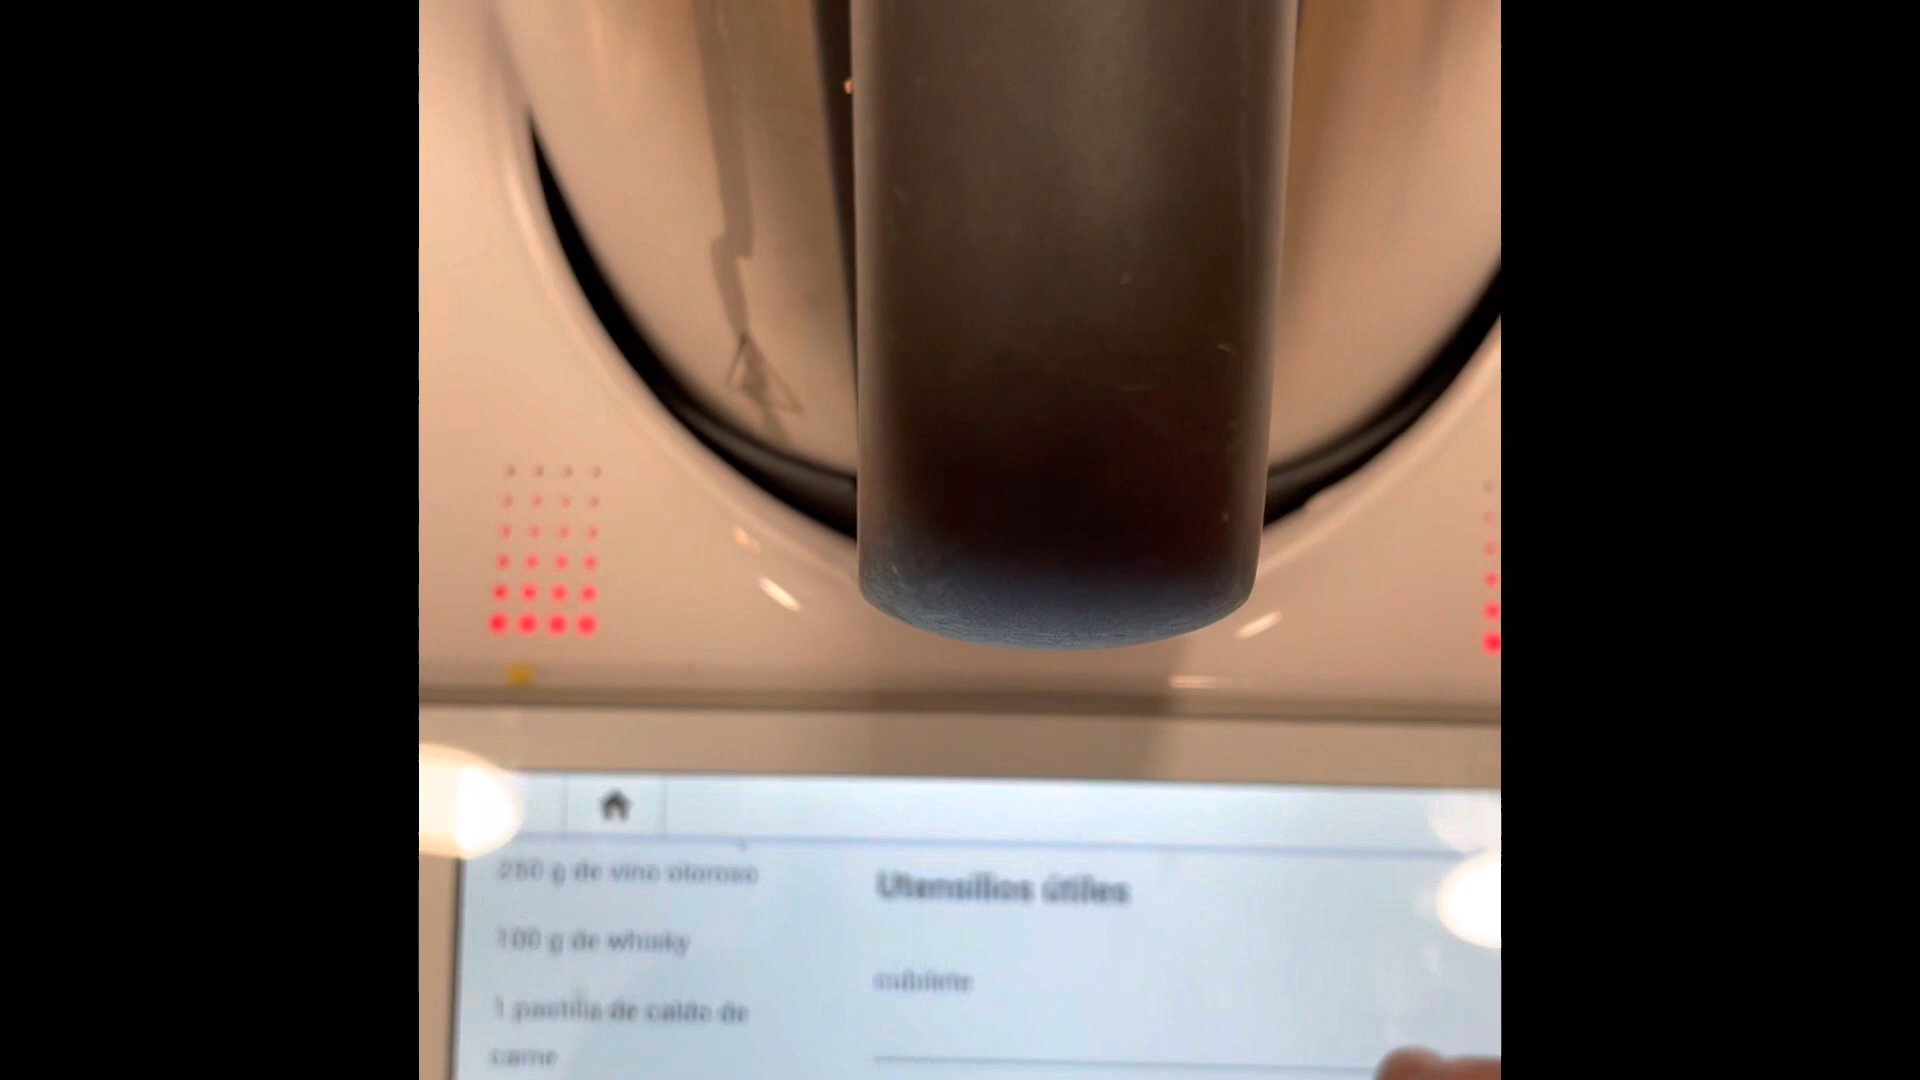 250 g de vino oloroso
100 g de whisky
1 pastilla de caldo de
carne
Utensilios útiles
cubilete